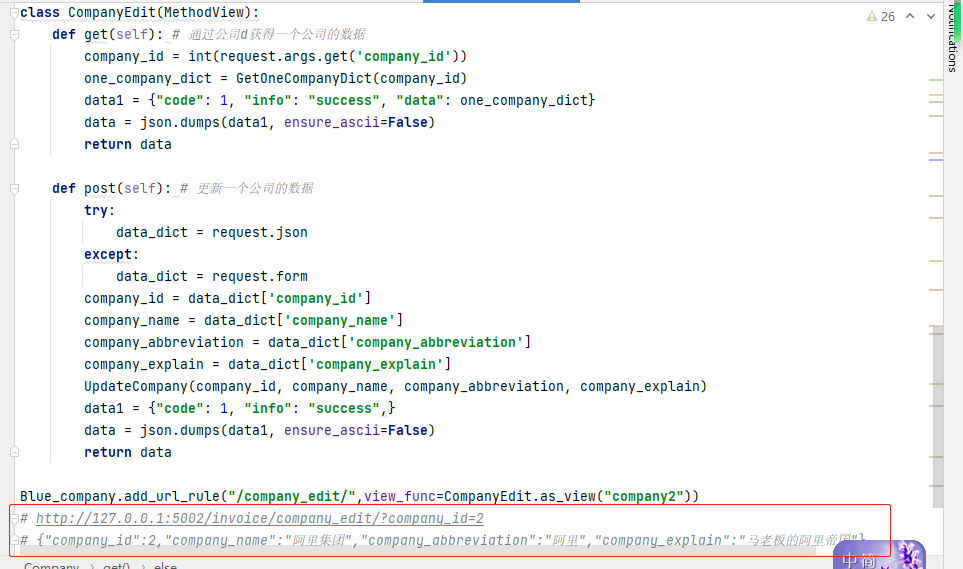 class CompanyEdit(MethodView):
26
Notifications
def get(self): # 通过公司d获得一个公司的数据
company_id = int(request.args.get('company_id'))
one_company_dict = GetOneCompanyDict(company_id)
data1 = {"code": 1, "info": "success", "data": one_company_dict}
data = json.dumps(data1, ensure_ascii=False)
return data
def post(self): # 更新一个公司的数据
try:
data_dict = request.json
except:
data_dict = request.form
company_id = data_dict['company_id']
company_name = data_dict['company_name']
company_abbreviation = data_dict['company_abbreviation']
company_explain = data_dict['company_explain']
UpdateCompany(company_id, company_name, company_abbreviation, company_explain)
data1 = {"code": 1, "info": "success",}
data = json.dumps(data1, ensure_ascii=False)
return data
Blue_company.add_url_rule("/company_edit/",view_func=CompanyEdit.as_view("company2"))
# http://127.0.0.1:5002/invoice/company_edit/?company_id=2
# {"company_id":2,"company_name":"阿里集团","company_abbreviation":"阿里","company_explain":"马老板的阿里帝国"}
中简
Company > get() > else